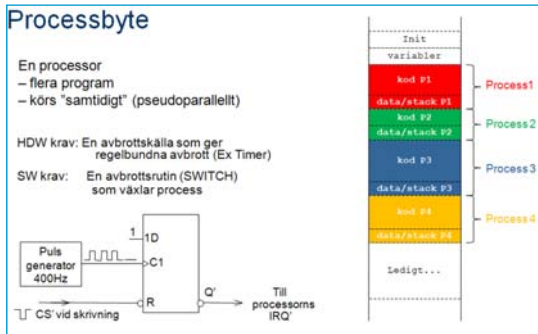 Processbyte
En processor
– flera program
– körs ”samtidigt” (pseudoparallellt)
HDW krav: En avbrottskälla som ger
regelbundna avbrott (Ex Timer)
SW krav: En avbrottsrutin (SWITCH)
som växlar process
1
1D
Puls
generator
400Hz
C1
R
Q'
CS' vid skrivning
Till
processorns
IRQ'
Init
variabler
kod P1
data/stack P1
Process1
kod P2
data/stack P2
Process2
kod P3
data/stack P3
Process3
kod P4
data/stack P4
Process4
Ledigt...